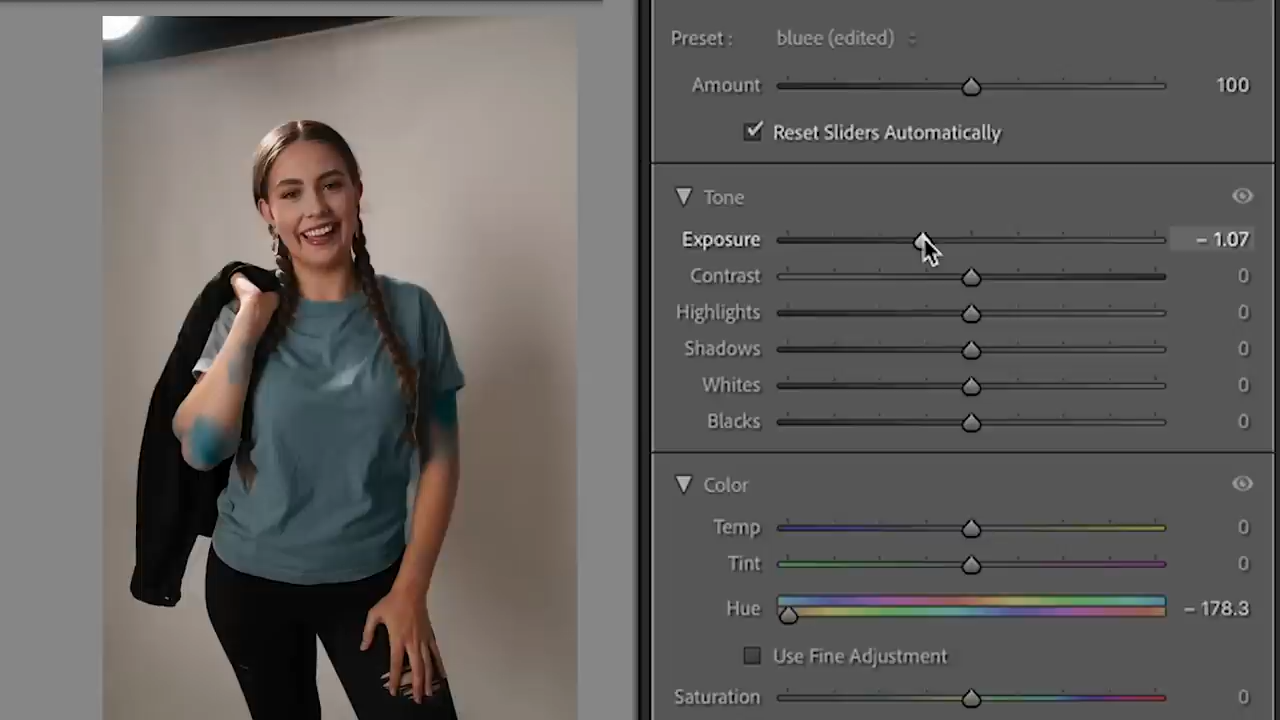 Preset : bluee (edited)
Amount 100
Reset Sliders Automatically
Tone
Exposure – 1.07
Contrast 0
Highlights 0
Shadows 0
Whites 0
Blacks 0
Color
Temp 0
Tint 0
Hue – 178.3
Use Fine Adjustment
Saturation 0